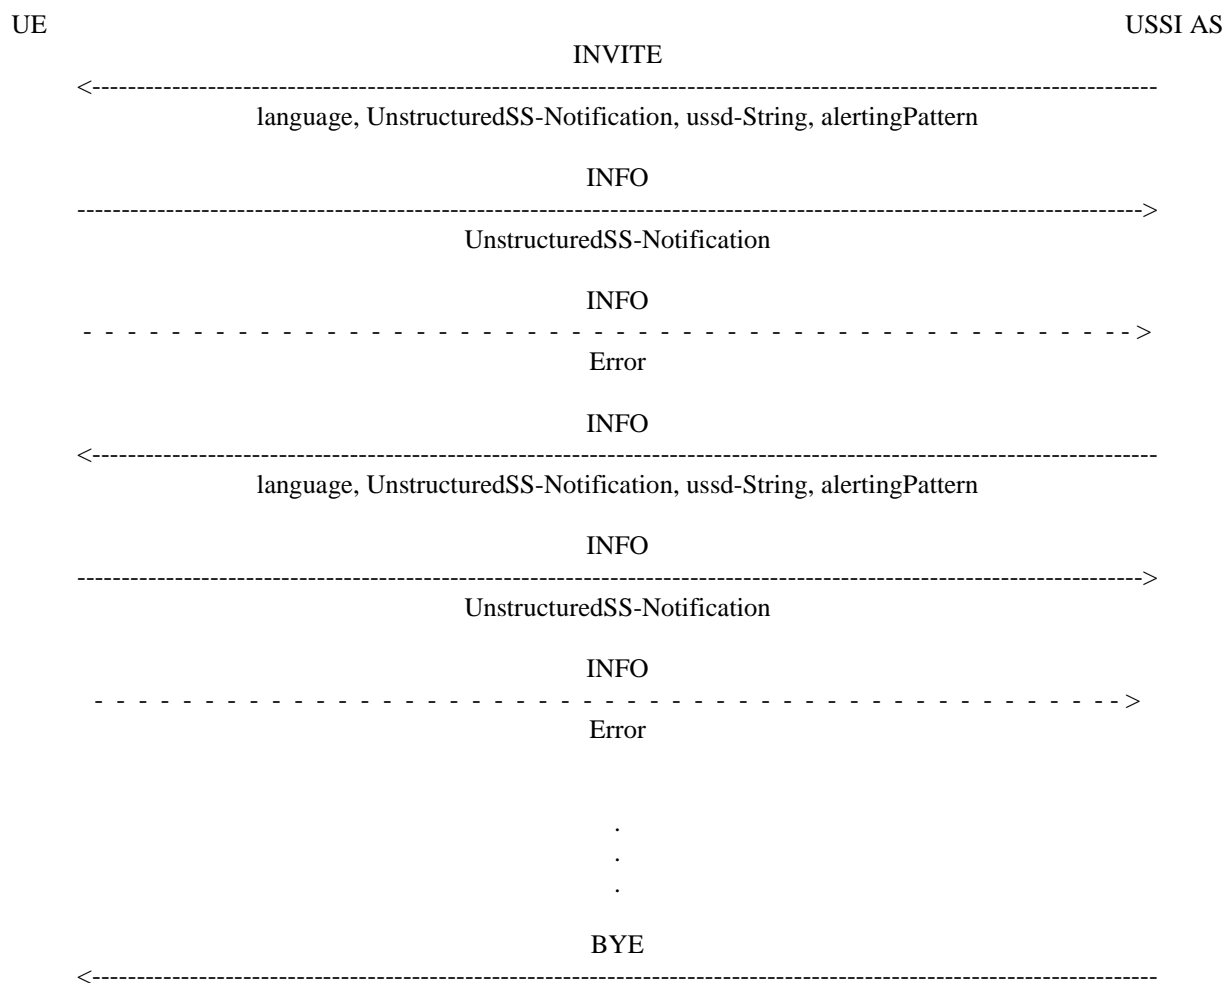 UE USSI AS
INVITE
<----------------------------------------------------------------------------------------------------------------------
language, UnstructuredSS-Notification, ussd-String, alertingPattern
INFO
---------------------------------------------------------------------------------------------------------------------->
UnstructuredSS-Notification
INFO
- - - - - - - - - - - - - - - - - - - - - - - - - - - - - - - - - - - - - - - - - - - - - - - ->
Error
INFO
<----------------------------------------------------------------------------------------------------------------------
language, UnstructuredSS-Notification, ussd-String, alertingPattern
INFO
---------------------------------------------------------------------------------------------------------------------->
UnstructuredSS-Notification
INFO
- - - - - - - - - - - - - - - - - - - - - - - - - - - - - - - - - - - - - - - - - - - - - - ->
Error
.
.
.
BYE
<----------------------------------------------------------------------------------------------------------------------